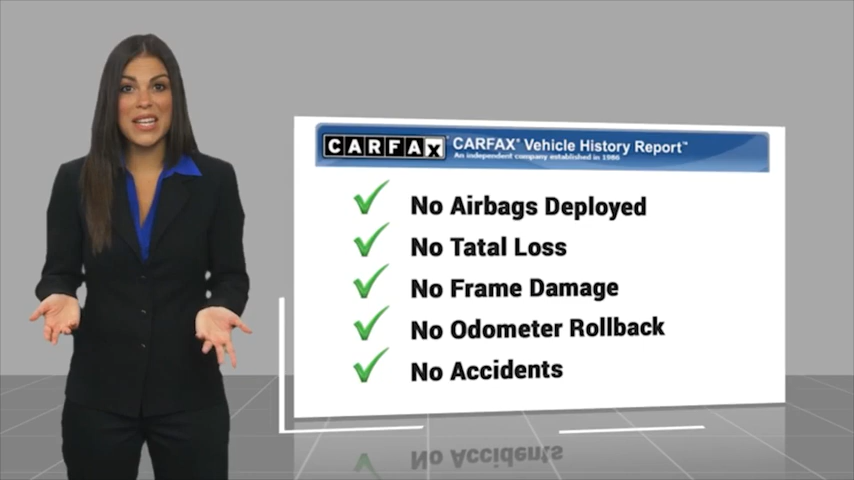 CARFAX CARFAX® Vehicle History Report™
An independent company established in 1986
No Airbags Deployed
No Tatal Loss
No Frame Damage
No Odometer Rollback
No Accidents
No Accidents